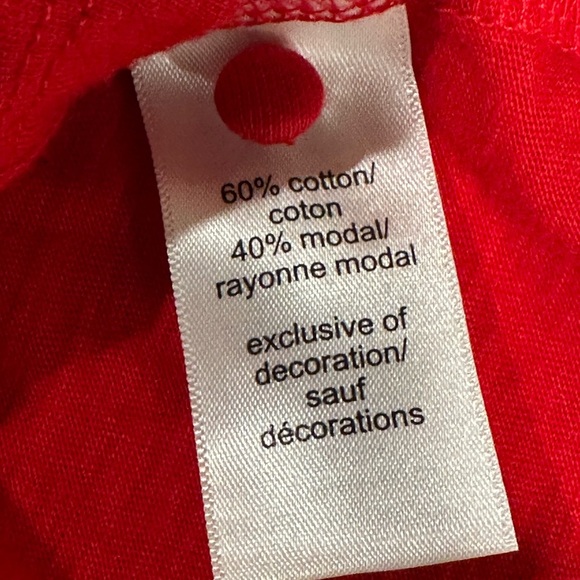 60% cotton/
coton
40% modal/
rayonne modal
exclusive of
decoration/
sauf
décorations